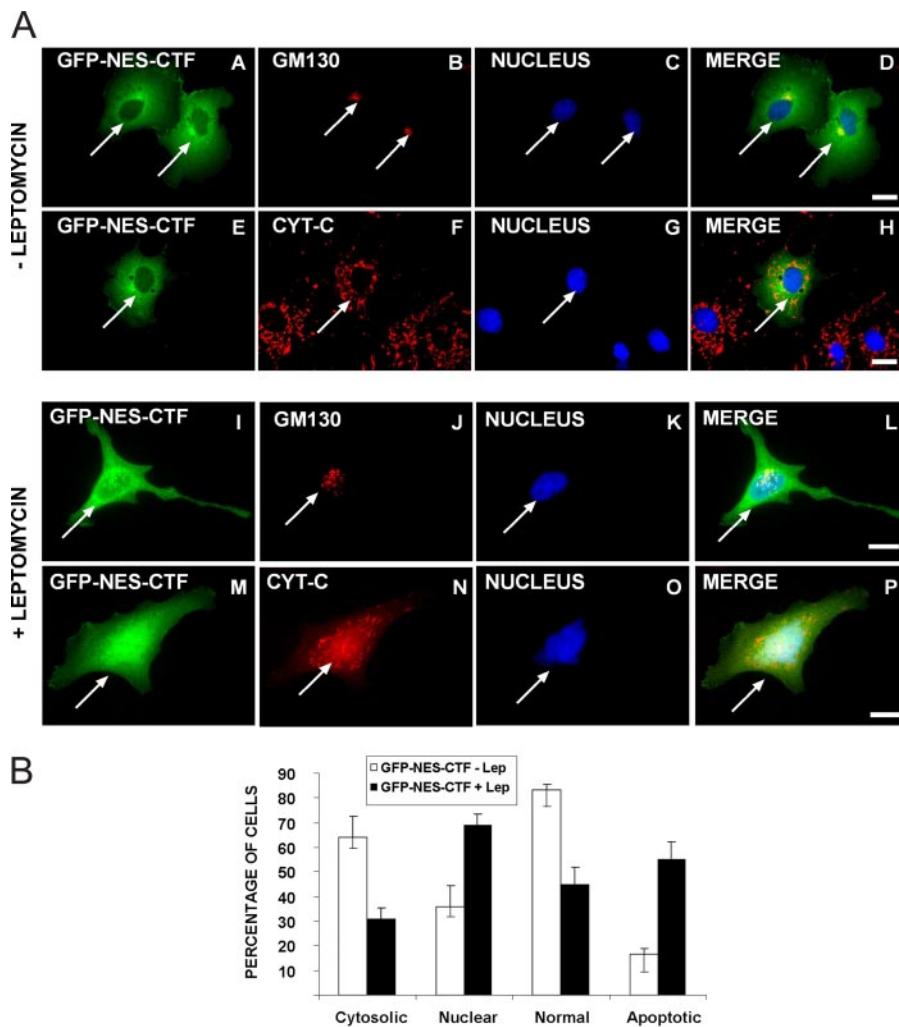 A
- LEPTOMYCIN
GFP-NES-CTF A GM130 B NUCLEUS C MERGE D
GFP-NES-CTF E CYT-C F NUCLEUS G MERGE H
+ LEPTOMYCIN
GFP-NES-CTF I GM130 J NUCLEUS K MERGE L
GFP-NES-CTF M CYT-C N NUCLEUS O MERGE P
B
PERCENTAGE OF CELLS
GFP-NES-CTF - Lep
GFP-NES-CTF + Lep
90
80
70
60
50
40
30
20
10
Cytosolic Nuclear Normal Apoptotic